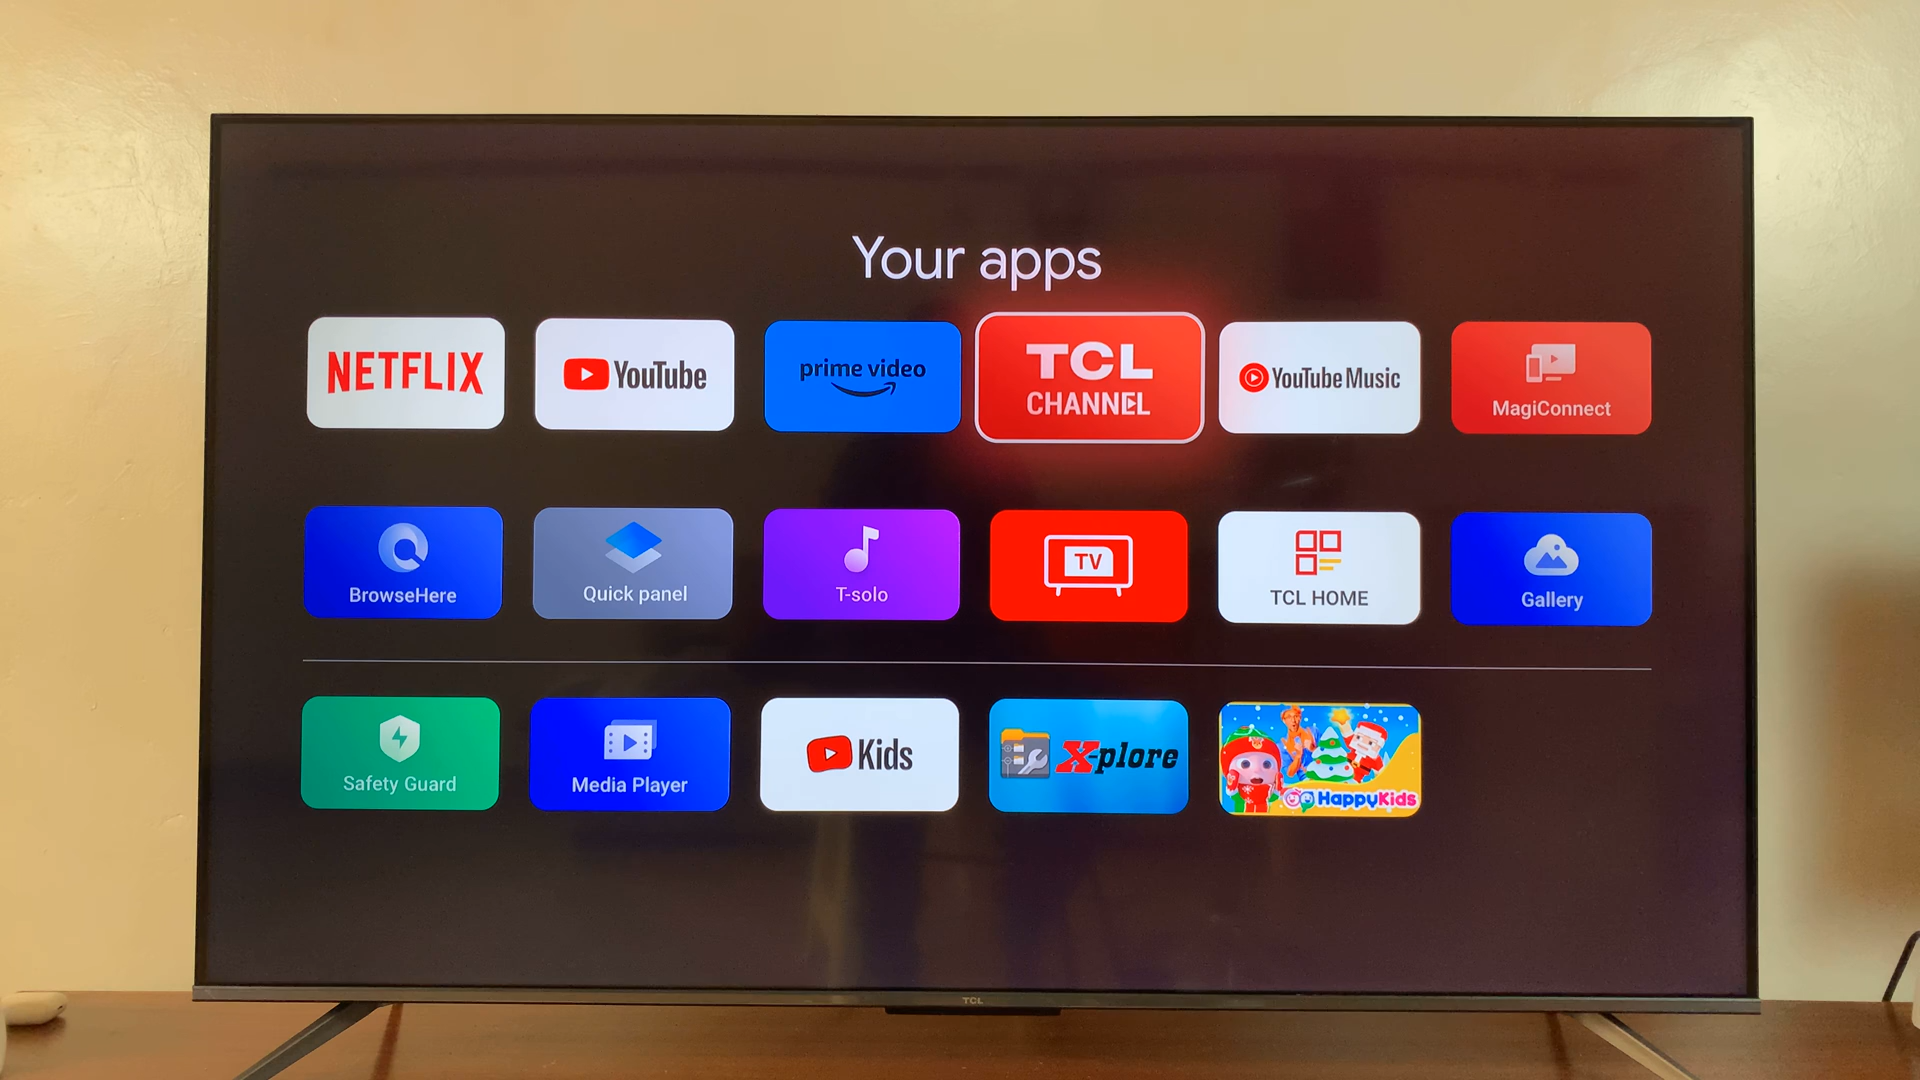 Your apps
NETFLIX
YouTube
prime video
TCL
CHANNEL
YouTube Music
MagiConnect
BrowseHere
Quick panel
T-solo
TV
TCL HOME
Gallery
Safety Guard
Media Player
Kids
X-plore
HappyKids
TCL